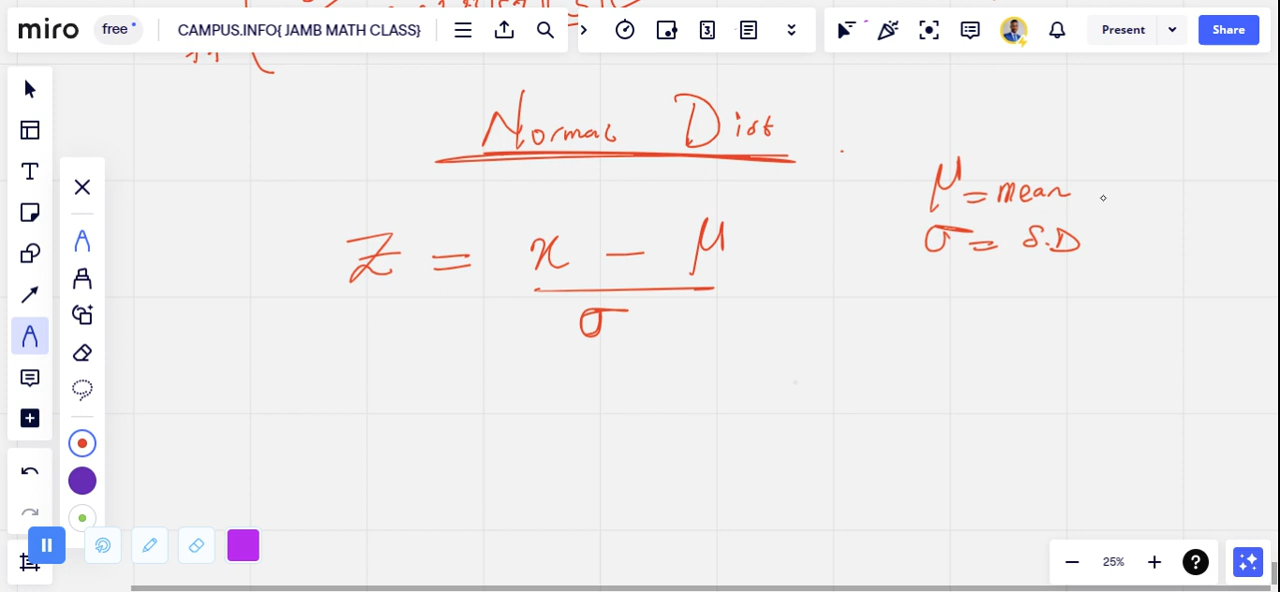 miro free CAMPUS.INFO{ JAMB MATH CLASS} Present Share
Normal Dist
μ = mean
σ = S.D
Z = x - μ
σ
25%